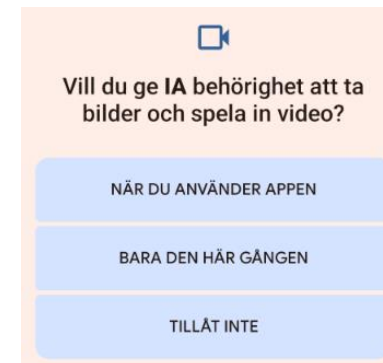 Vill du ge IA behörighet att ta
bilder och spela in video?
NÄR DU ANVÄNDER APPEN
BARA DEN HÄR GÅNGEN
TILLÅT INTE